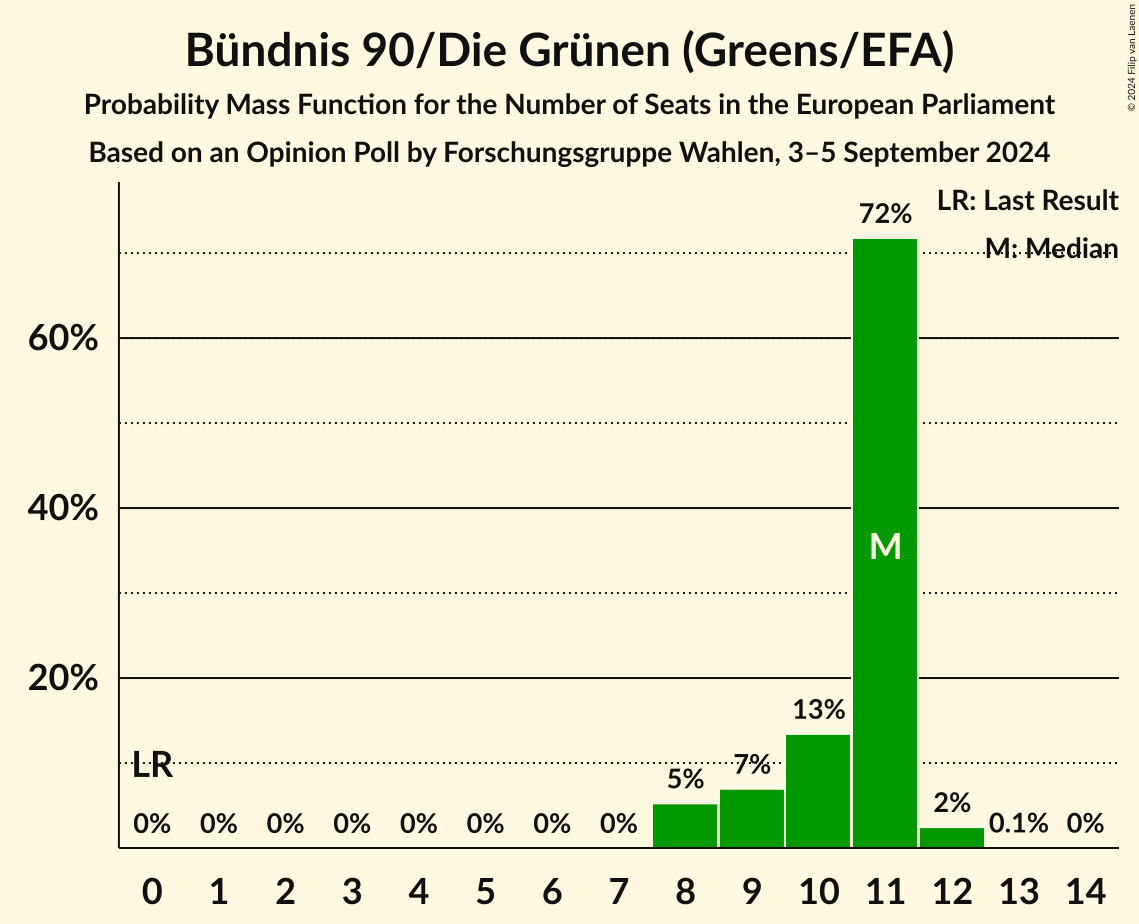 Bündnis 90/Die Grünen (Greens/EFA)
Probability Mass Function for the Number of Seats in the European Parliament
Based on an Opinion Poll by Forschungsgruppe Wahlen, 3–5 September 2024
© 2024 Filip van Laenen
LR: Last Result
M: Median
72%
60%
40%
M
20%
13%
LR
5% 7%
2%
0% 0% 0% 0% 0% 0% 0% 0% 0.1% 0%
0 1 2 3 4 5 6 7 8 9 10 11 12 13 14